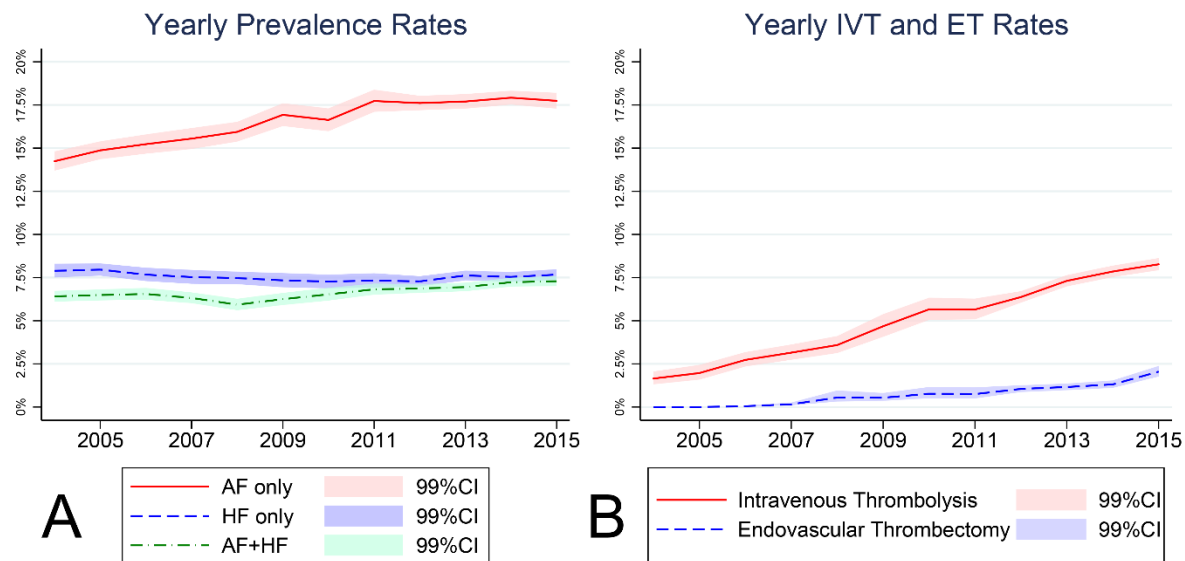 Yearly Prevalence Rates
20%
17.5%
15%
12.5%
10%
7.5%
5%
2.5%
0%
2005 2007 2009 2011 2013 2015
A
AF only 99%CI
HF only 99%CI
AF+HF 99%CI
Yearly IVT and ET Rates
20%
17.5%
15%
12.5%
10%
7.5%
5%
2.5%
0%
2005 2007 2009 2011 2013 2015
B
Intravenous Thrombolysis 99%CI
Endovascular Thrombectomy 99%CI